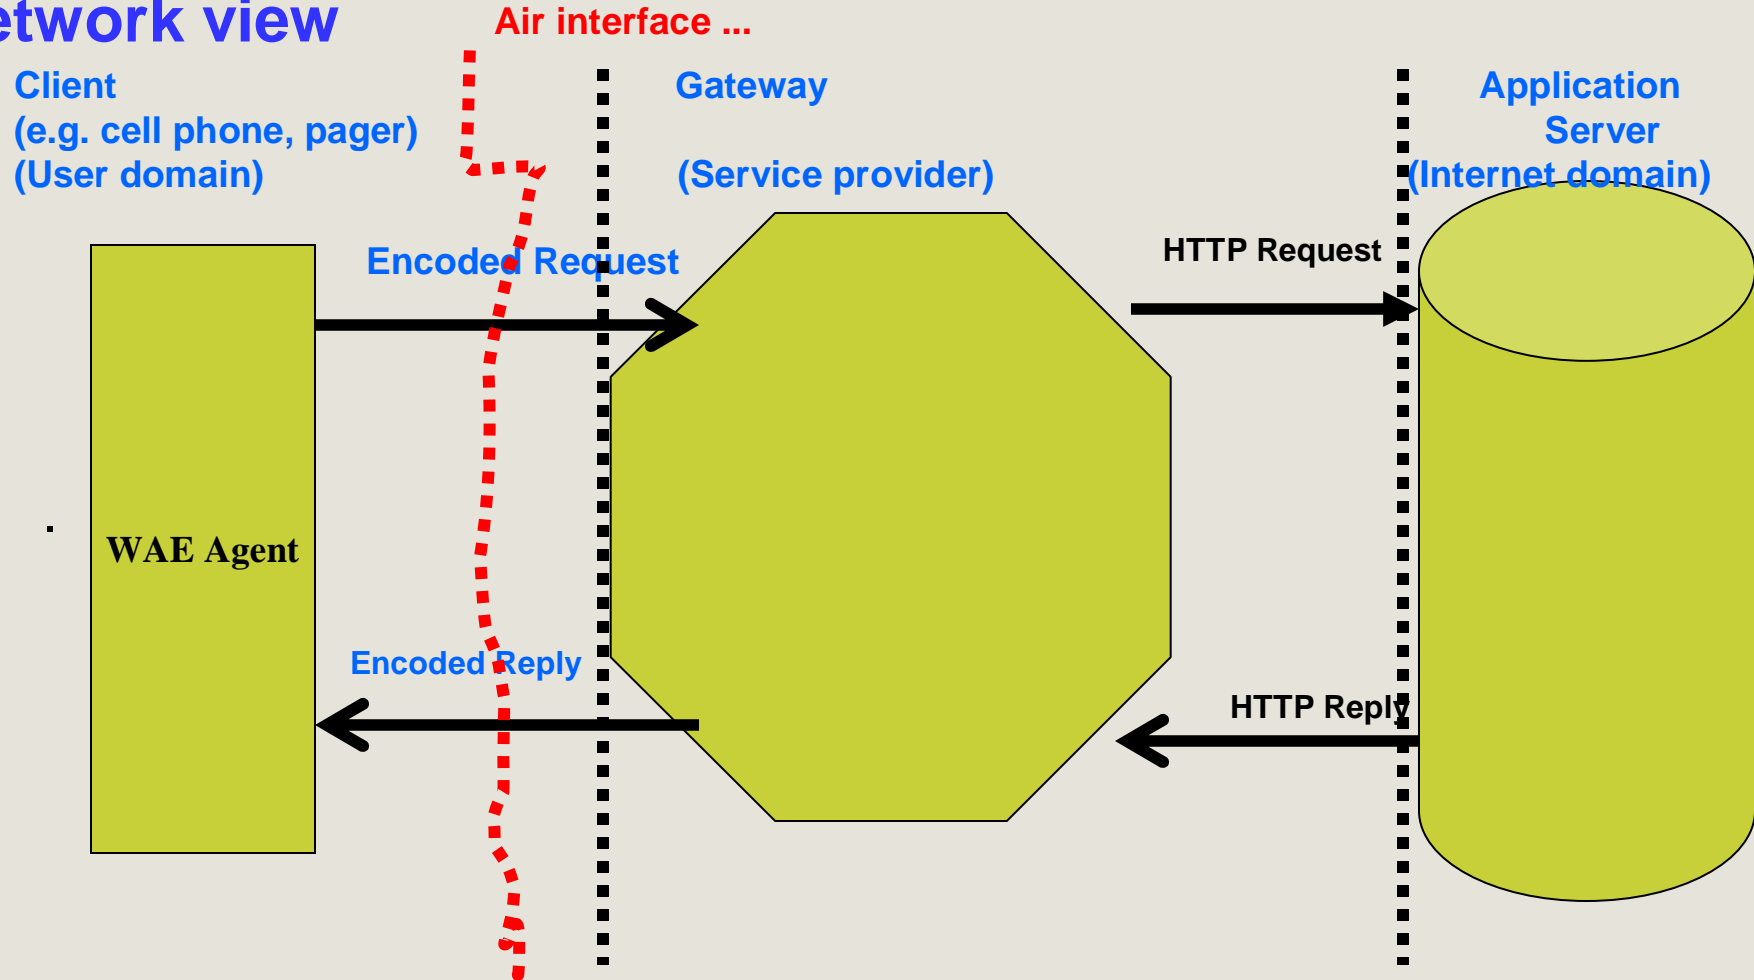 etwork view
Air interface ...
Client
(e.g. cell phone, pager)
(User domain)
Gateway
(Service provider)
Application
Server
(Internet domain)
Encoded Request
HTTP Request
WAE Agent
Encoded Reply
HTTP Reply